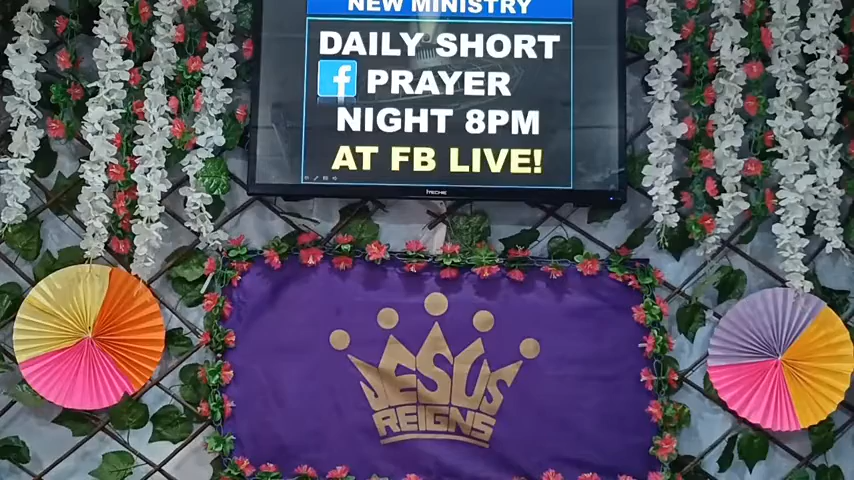 NEW MINISTRY
DAILY SHORT
f PRAYER
NIGHT 8PM
AT FB LIVE!
JESUS
REIGNS